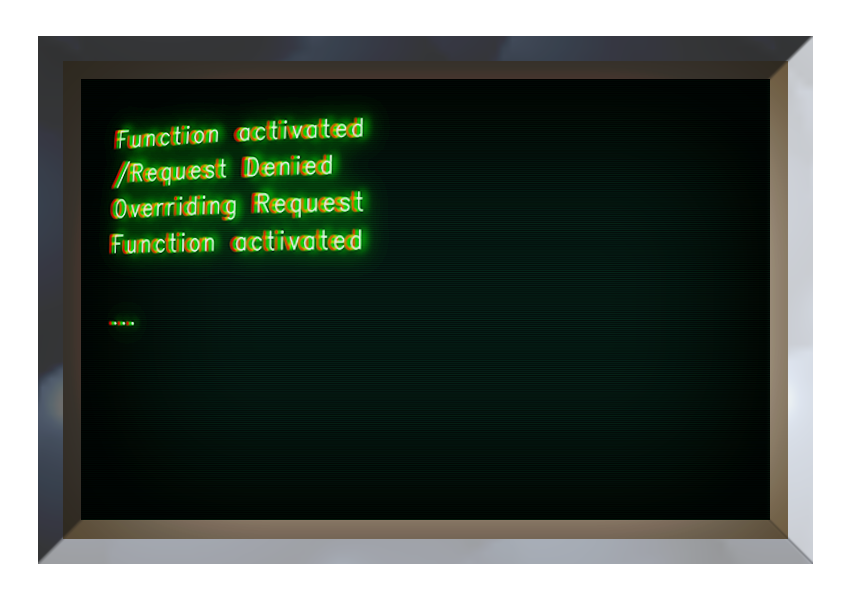 Function activated
/Request Denied
Overriding Request
Function activated
...